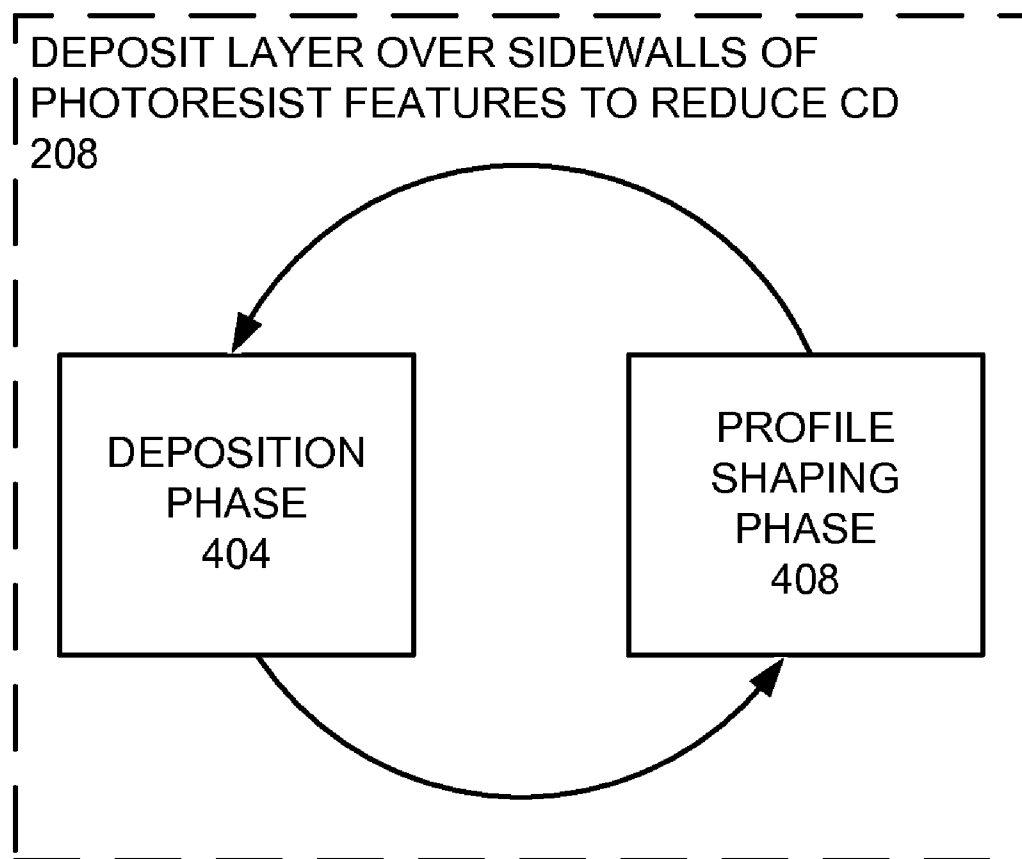 DEPOSIT LAYER OVER SIDEWALLS OF
PHOTORESIST FEATURES TO REDUCE CD
208
DEPOSITION
PHASE
404
PROFILE
SHAPING
PHASE
408